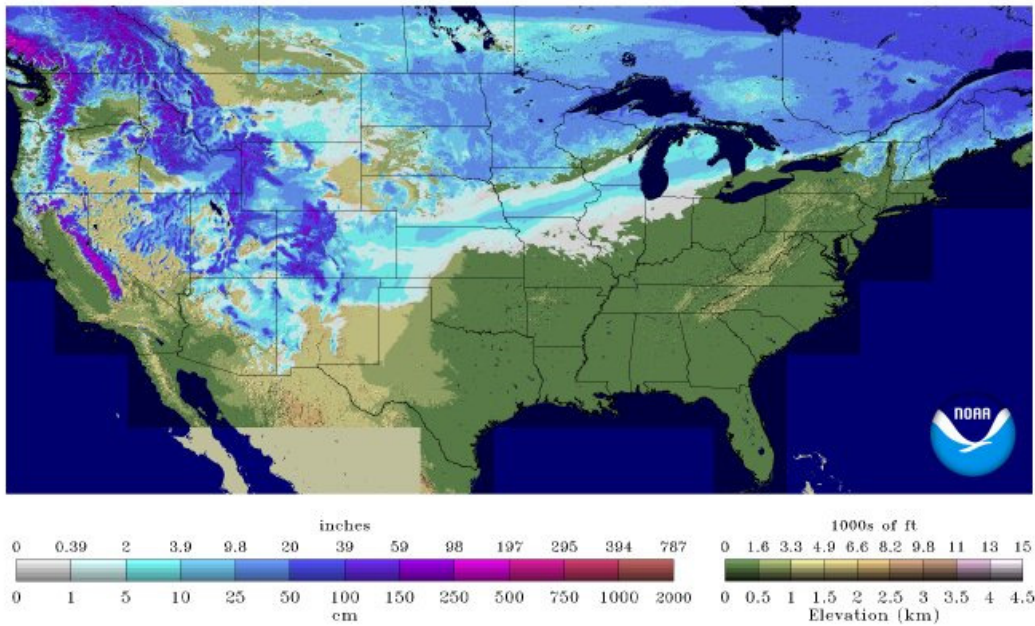 NOAA
inches
0 0.39 2 3.9 9.8 20 39 59 98 197 295 394 787
0 1 5 10 25 50 100 150 250 500 750 1000 2000
cm
1000s of ft
0 1.6 3.3 4.9 6.6 8.2 9.8 11 13 15
0 0.5 1 1.5 2 2.5 3 3.5 4 4.5
Elevation (km)